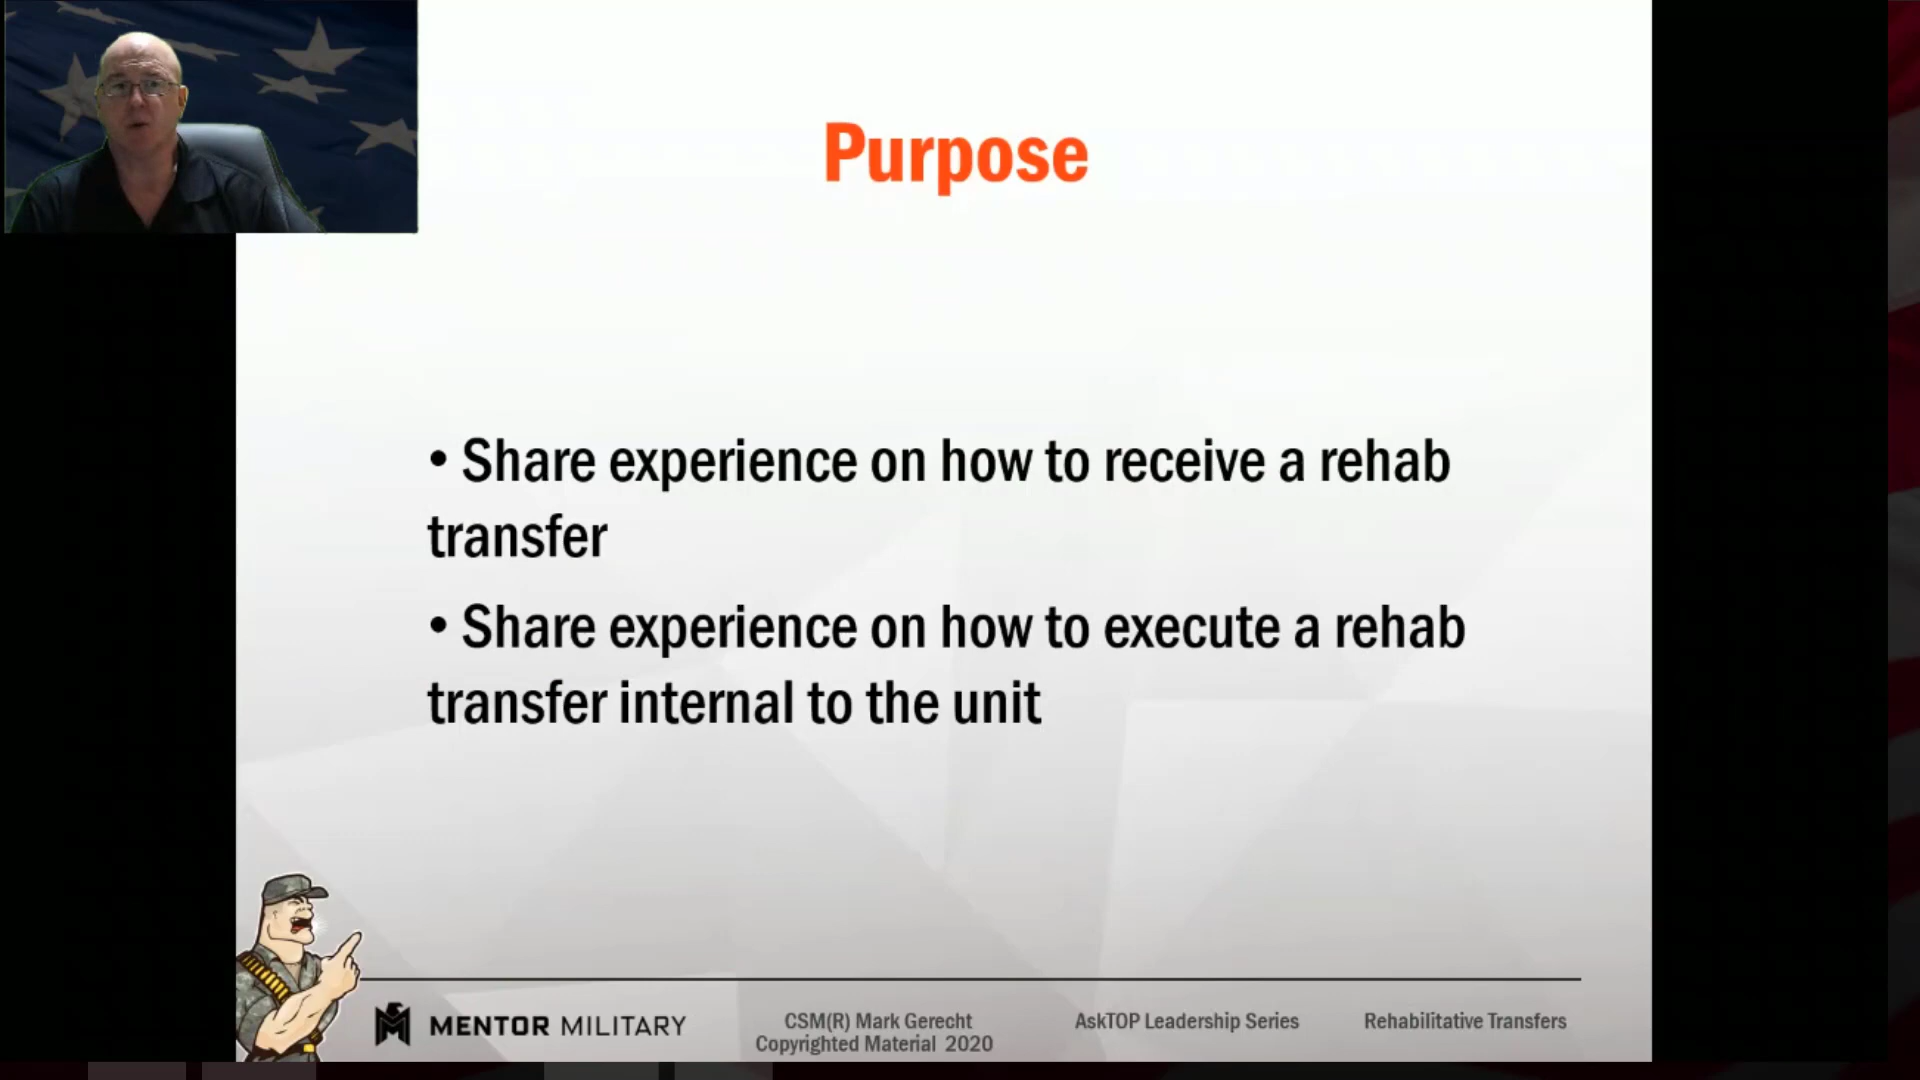 Purpose
• Share experience on how to receive a rehab
transfer
• Share experience on how to execute a rehab
transfer internal to the unit
MENTOR MILITARY
CSM(R) Mark Gerecht
Copyrighted Material 2020
AskTOP Leadership Series
Rehabilitative Transfers